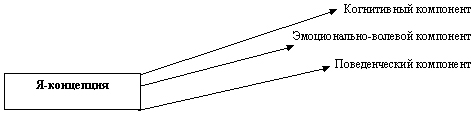 Когнитивный компонент
Эмоционально-волевой компонент
Поведенческий компонент
Я-концепция